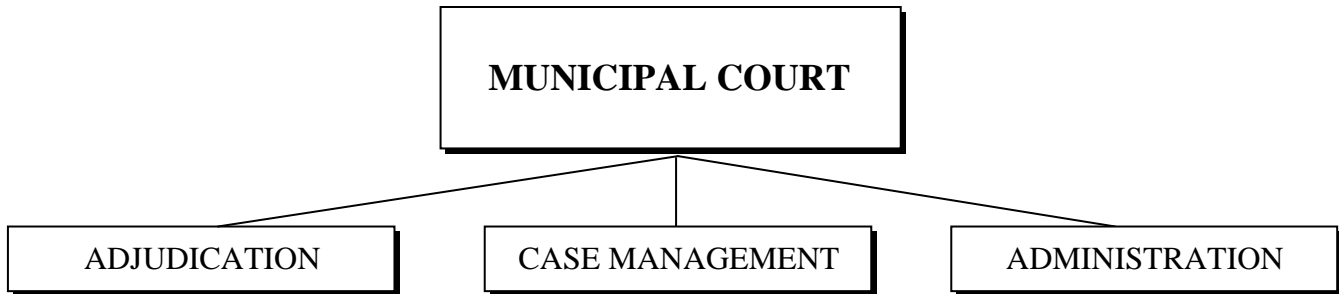 MUNICIPAL COURT
ADJUDICATION
CASE MANAGEMENT
ADMINISTRATION